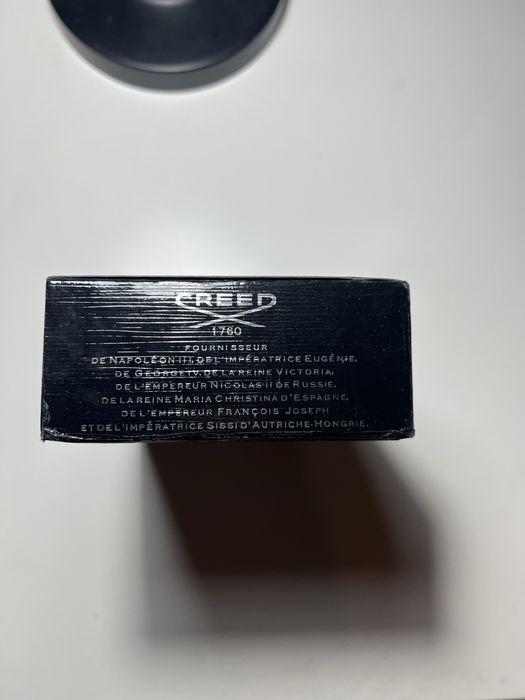 CREED
1760
FOURNISSEUR
DE NAPOLÉON III, DE L'IMPÉRATRICE EUGÉNIE,
DE GEORGE IV, DE LA REINE VICTORIA,
DE L'EMPEREUR NICOLAS II DE RUSSIE,
DE LA REINE MARIA CHRISTINA D'ESPAGNE,
DE L'EMPEREUR FRANÇOIS JOSEPH
ET DE L'IMPÉRATRICE SISSI D'AUTRICHE-HONGRIE.